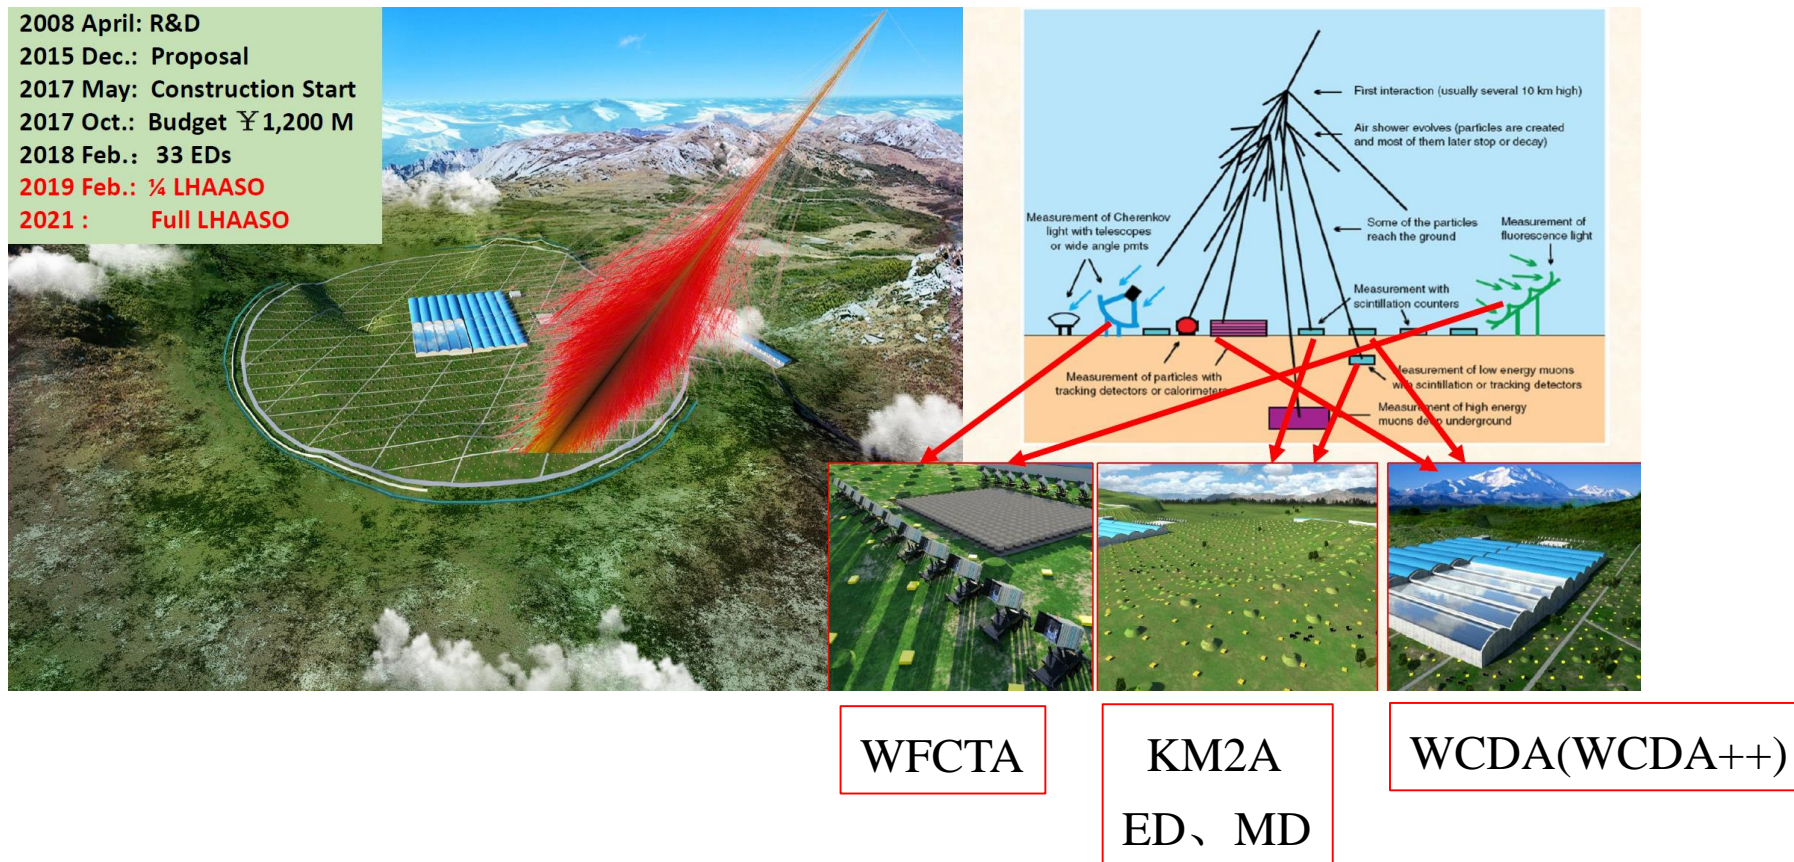 2008 April: R&D
2015 Dec.: Proposal
2017 May: Construction Start
2017 Oct.: Budget ¥1,200 M
2018 Feb.: 33 EDs
2019 Feb.: ¼ LHAASO
2021 : Full LHAASO
First interaction (usually several 10 km high)
Air shower evolves (particles are created
and most of them later stop or decay)
Measurement of Cherenkov
light with telescopes
or wide angle pmts
Some of the particles
reach the ground
Measurement of
fluorescence light
Measurement with
scintillation counters
Measurement of particles with
tracking detectors or calorimeters
Measurement of low energy muons
with scintillation or tracking detectors
Measurement of high energy
muons deep underground
WFCTA
KM2A
ED、MD
WCDA(WCDA++)